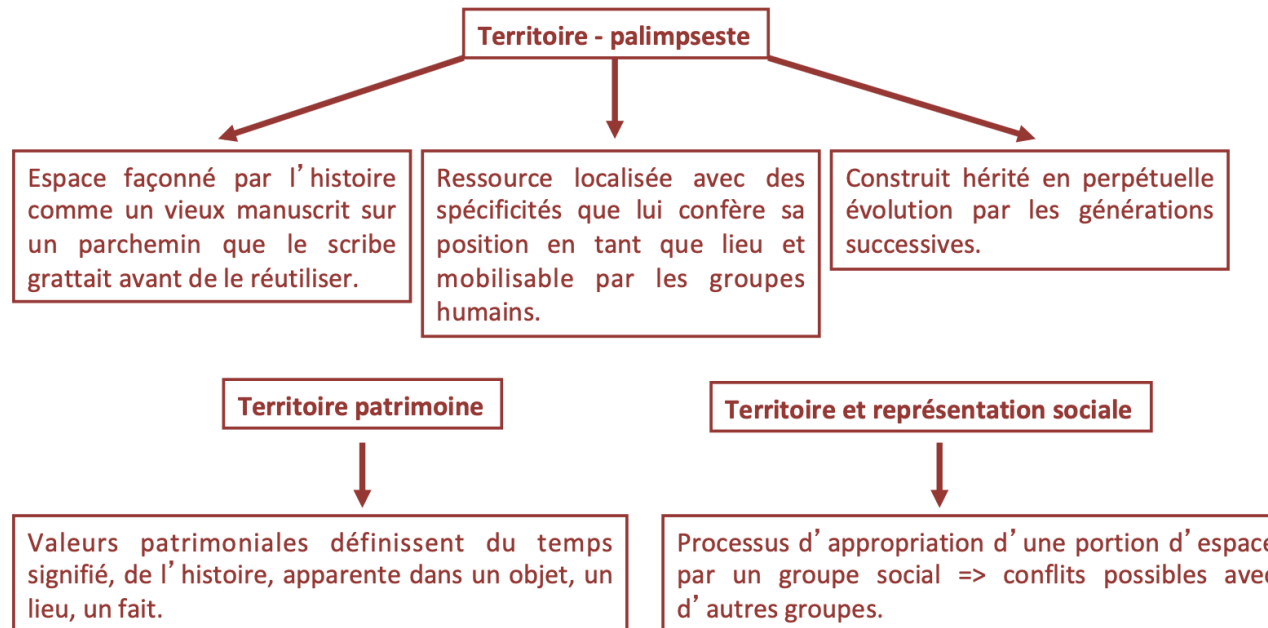 Territoire - palimpseste
Espace façonné par l'histoire
comme un vieux manuscrit sur
un parchemin que le scribe
grattait avant de le réutiliser.
Ressource localisée avec des
spécificités que lui confère sa
position en tant que lieu et
mobilisable par les groupes
humains.
Construit hérité en perpétuelle
évolution par les générations
successives.
Territoire patrimoine
Valeurs patrimoniales définissent du temps
signifié, de l'histoire, apparente dans un objet, un
lieu, un fait.
Territoire et représentation sociale
Processus d'appropriation d'une portion d'espace
par un groupe social => conflits possibles avec
d'autres groupes.